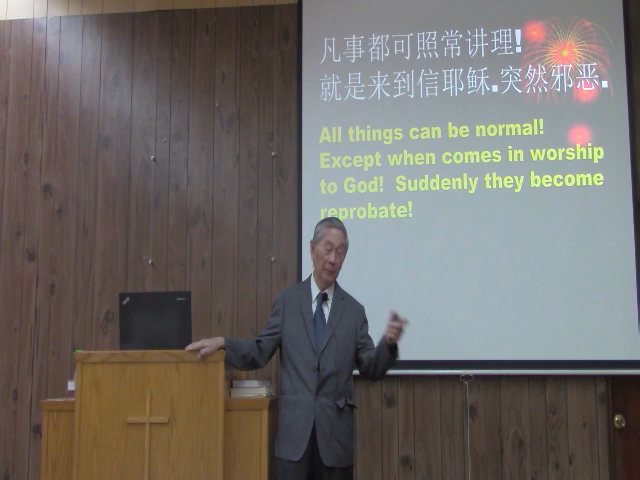 凡事都可照常讲理!
就是来到信耶稣.突然邪恶.
All things can be normal!
Except when comes in worship
to God!  Suddenly they become
reprobate!